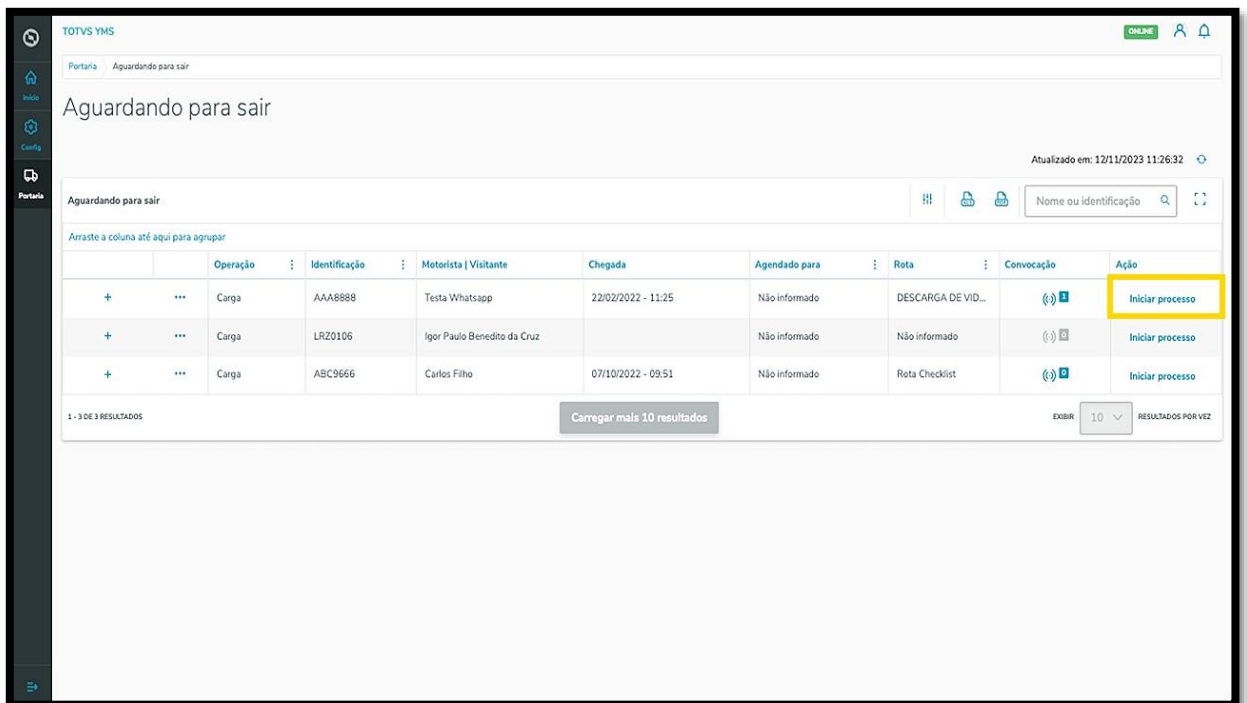 TOTVS YMS
ONLINE
Portaria Aguardando para sair
Início
Config
Portaria
Aguardando para sair
Atualizado em: 12/11/2023 11:26:32
Aguardando para sair
Nome ou identificação
Arraste a coluna até aqui para agrupar
Operação Identificação Motorista | Visitante Chegada Agendado para Rota Convocação Ação
+ ... Carga AAA8888 Testa Whatsapp 22/02/2022 - 11:25 Não informado DESCARGA DE VID... 1 Iniciar processo
+ ... Carga LRZ0106 Igor Paulo Benedito da Cruz Não informado Não informado 0 Iniciar processo
+ ... Carga ABC9666 Carlos Filho 07/10/2022 - 09:51 Não informado Rota Checklist 0 Iniciar processo
1 - 3 DE 3 RESULTADOS Carregar mais 10 resultados EXIBIR 10 RESULTADOS POR VEZ